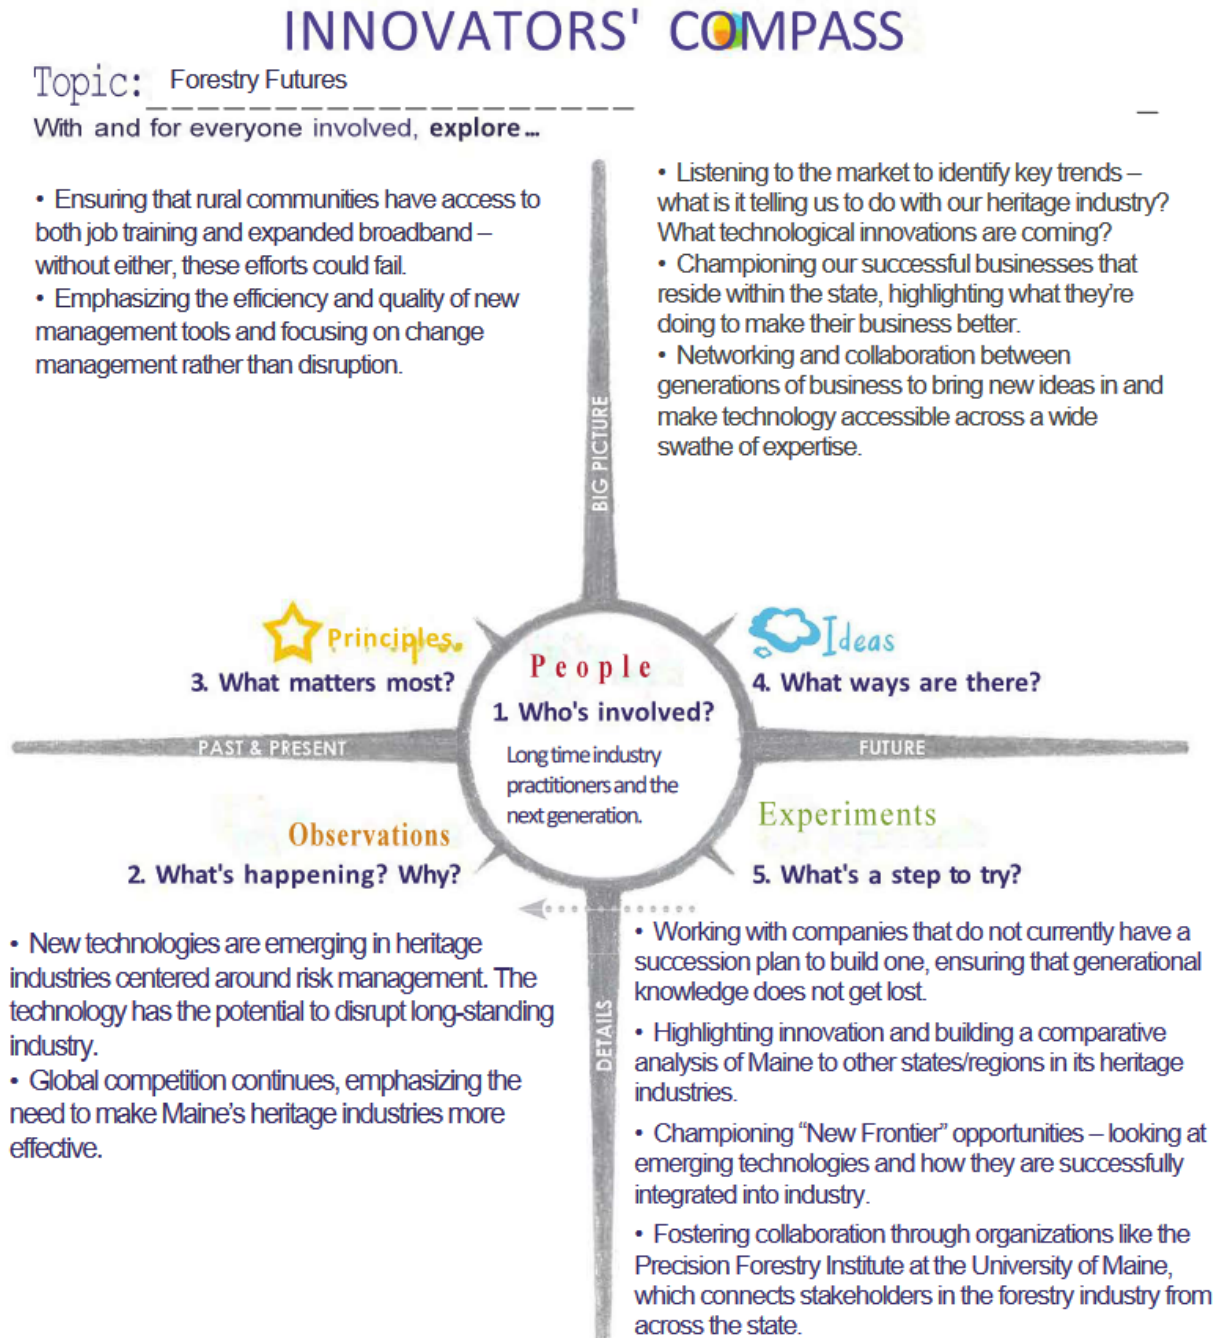 INNOVATORS' COMPASS
Topic: Forestry Futures
With and for everyone involved, explore...
• Ensuring that rural communities have access to
both job training and expanded broadband –
without either, these efforts could fail.
• Emphasizing the efficiency and quality of new
management tools and focusing on change
management rather than disruption.
• Listening to the market to identify key trends –
what is it telling us to do with our heritage industry?
What technological innovations are coming?
• Championing our successful businesses that
reside within the state, highlighting what they're
doing to make their business better.
• Networking and collaboration between
generations of business to bring new ideas in and
make technology accessible across a wide
swathe of expertise.
BIG PICTURE
Principles
3. What matters most?
Ideas
4. What ways are there?
People
1. Who's involved?
Long time industry
practitioners and the
next generation.
PAST & PRESENT
FUTURE
Observations
2. What's happening? Why?
Experiments
5. What's a step to try?
DETAILS
• New technologies are emerging in heritage
industries centered around risk management. The
technology has the potential to disrupt long-standing
industry.
• Global competition continues, emphasizing the
need to make Maine's heritage industries more
effective.
• Working with companies that do not currently have a
succession plan to build one, ensuring that generational
knowledge does not get lost.
• Highlighting innovation and building a comparative
analysis of Maine to other states/regions in its heritage
industries.
• Championing “New Frontier” opportunities – looking at
emerging technologies and how they are successfully
integrated into industry.
• Fostering collaboration through organizations like the
Precision Forestry Institute at the University of Maine,
which connects stakeholders in the forestry industry from
across the state.